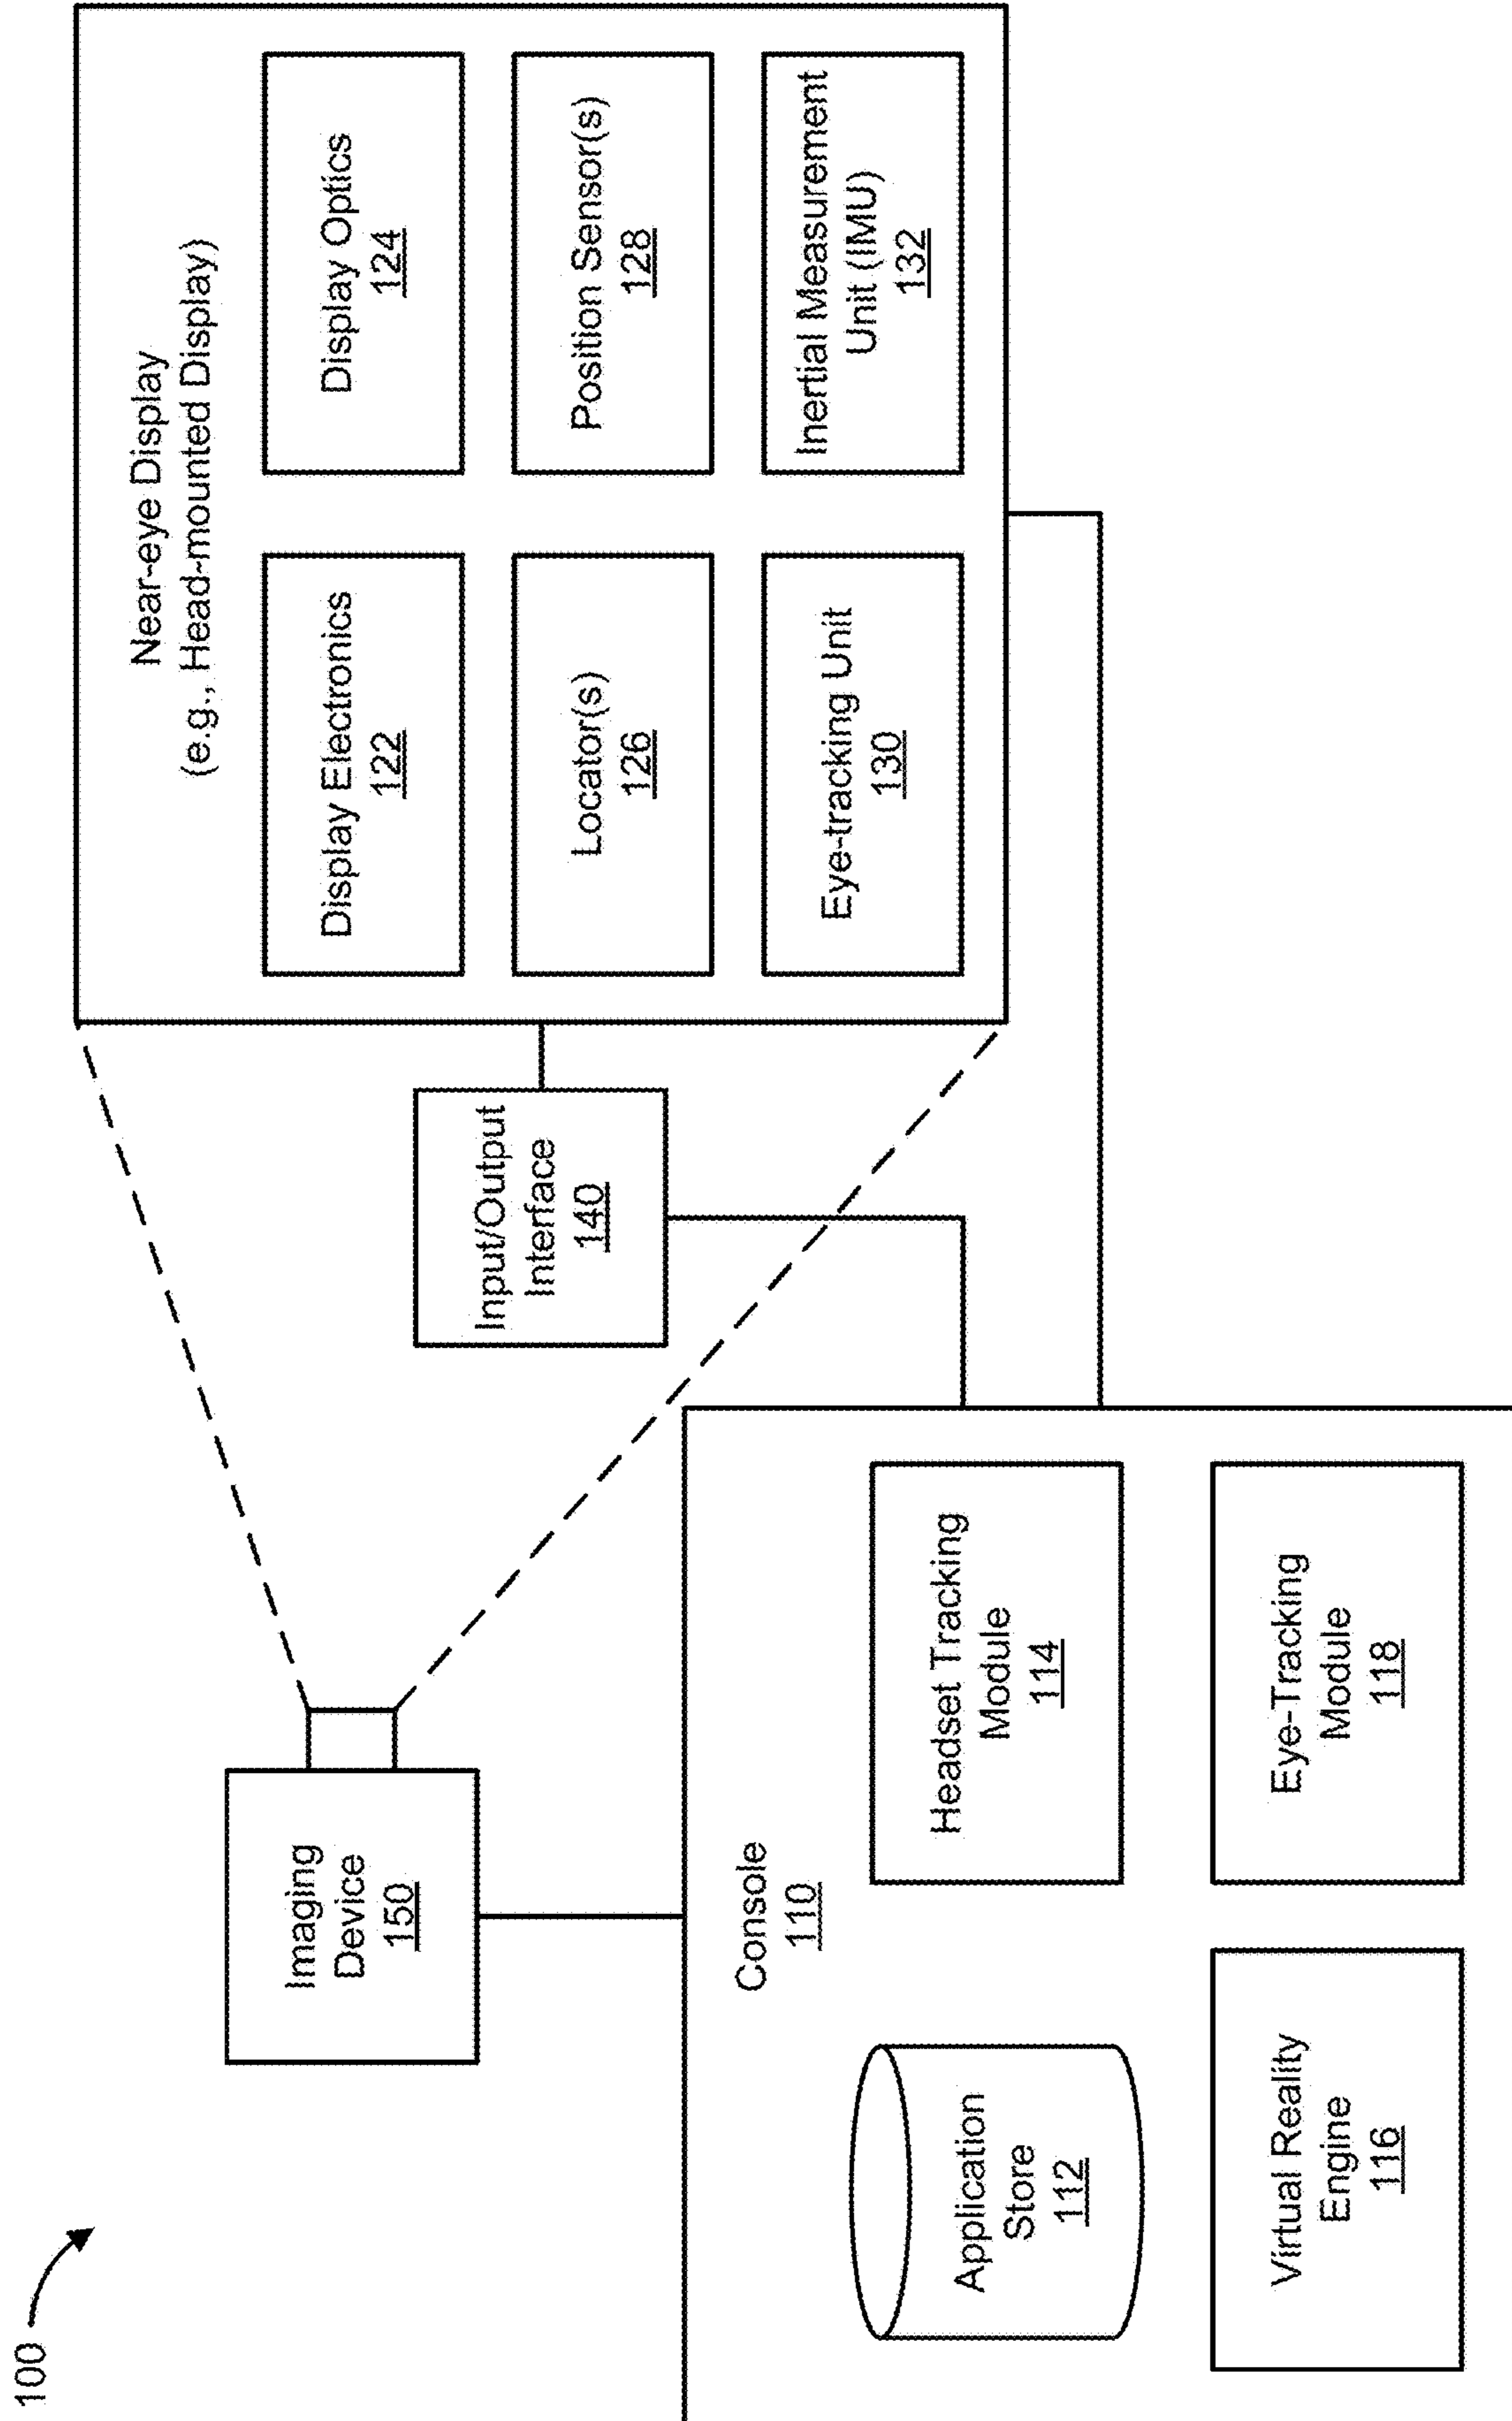 100
Imaging
Device
150
Near-eye Display
(e.g., Head-mounted Display)
Display Electronics
122
Display Optics
124
Locator(s)
126
Position Sensor(s)
128
Eye-tracking Unit
130
Inertial Measurement
Unit (IMU)
132
Input/Output
Interface
140
Console
110
Application
Store
112
Headset Tracking
Module
114
Virtual Reality
Engine
116
Eye-Tracking
Module
118